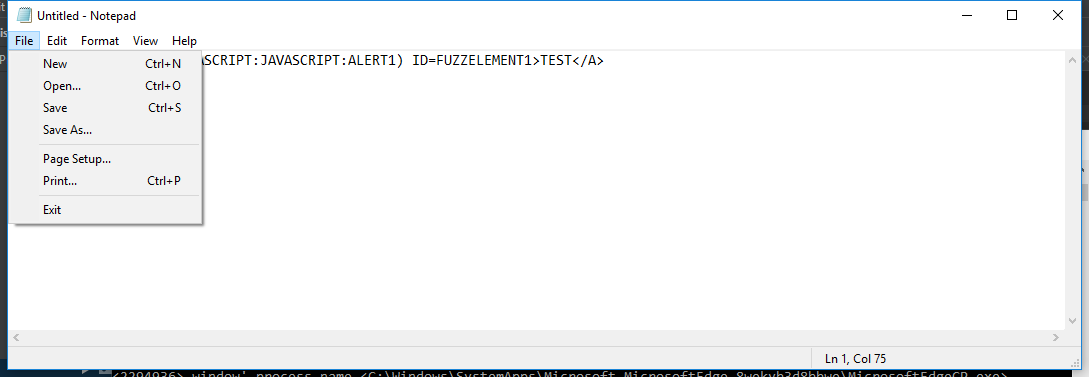 Untitled - Notepad
File Edit Format View Help
SCRIPT:JAVASCRIPT:ALERT1) ID=FUZZELEMENT1>TEST</A>
New Ctrl+N
Open... Ctrl+O
Save Ctrl+S
Save As...
Page Setup...
Print... Ctrl+P
Exit
Ln 1, Col 75
window' process name <C:\Windows\SystemApps\Microsoft.MicrosoftEdge_8wekyb3d8bbwe\MicrosoftEdgeCP.exe>